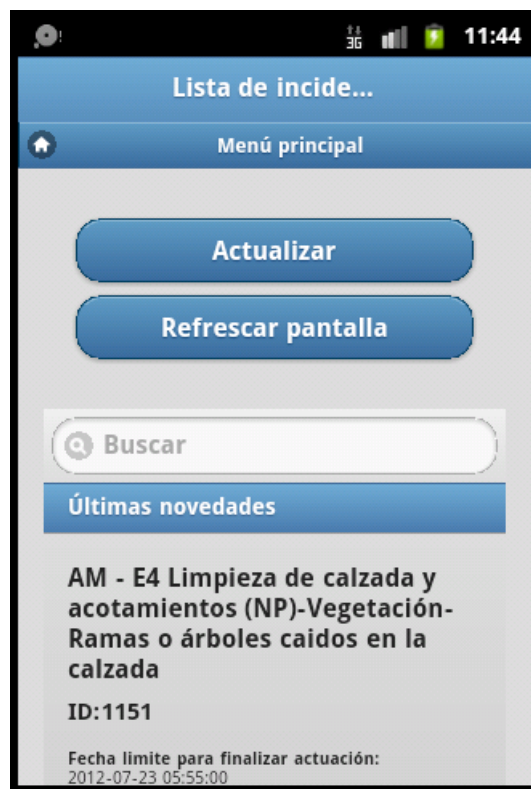 3G 11:44
Lista de incide...
Menú principal
Actualizar
Refrescar pantalla
Buscar
Últimas novedades
AM - E4 Limpieza de calzada y
acotamientos (NP)-Vegetación-
Ramas o árboles caidos en la
calzada
ID:1151
Fecha limite para finalizar actuación:
2012-07-23 05:55:00